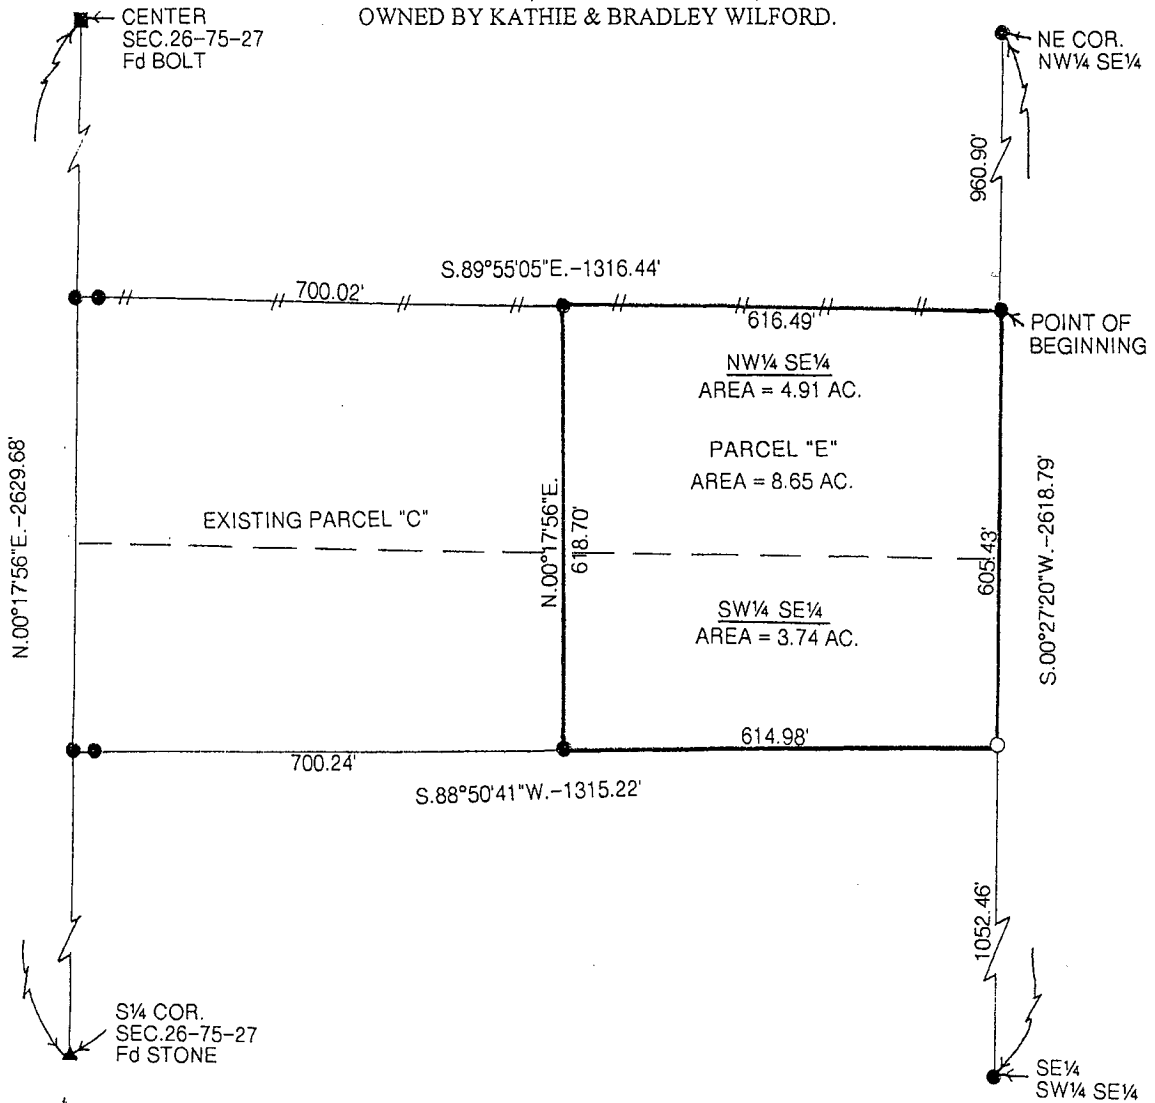 OWNED BY KATHIE & BRADLEY WILFORD.
CENTER
SEC.26-75-27
Fd BOLT
NE COR.
NW¼ SE¼
960.90'
S.89°55'05"E.-1316.44'
700.02'
616.49'
POINT OF
BEGINNING
NW¼ SE¼
AREA = 4.91 AC.
PARCEL "E"
AREA = 8.65 AC.
N.00°17'56"E.-2629.68'
EXISTING PARCEL "C"
N.00°17'56"E.
618.70'
605.43'
S.00°27'20"W.-2618.79'
SW¼ SE¼
AREA = 3.74 AC.
700.24'
614.98'
S.88°50'41"W.-1315.22'
1052.46'
S¼ COR.
SEC.26-75-27
Fd STONE
SE¼
SW¼ SE¼